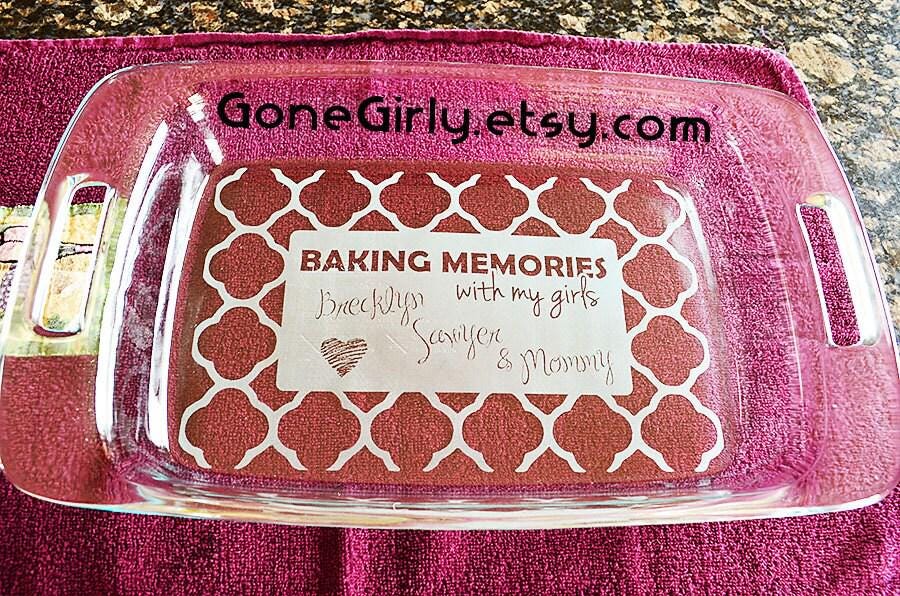 GoneGirly.etsy.com
BAKING MEMORIES
with my girls
Brecklyn
Sawyer
& Mommy